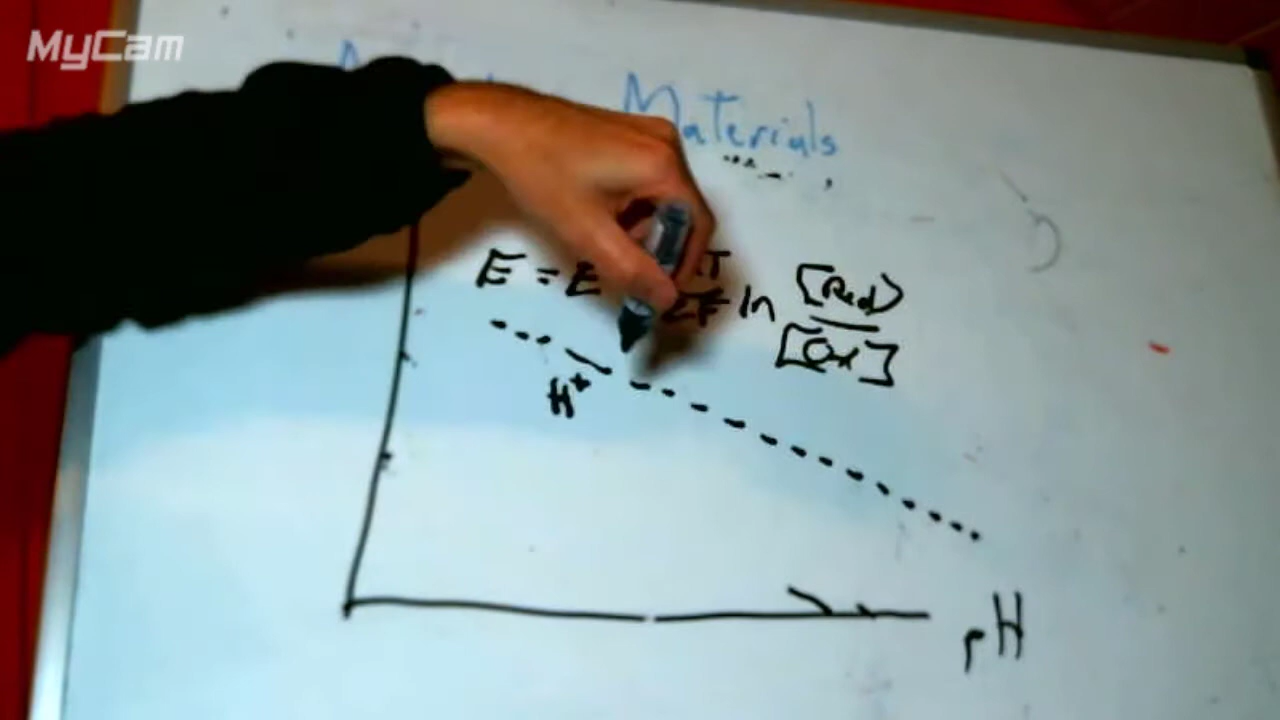 MyCam
Materials
E = E
ln [Red]
[Ox]
H+
pH